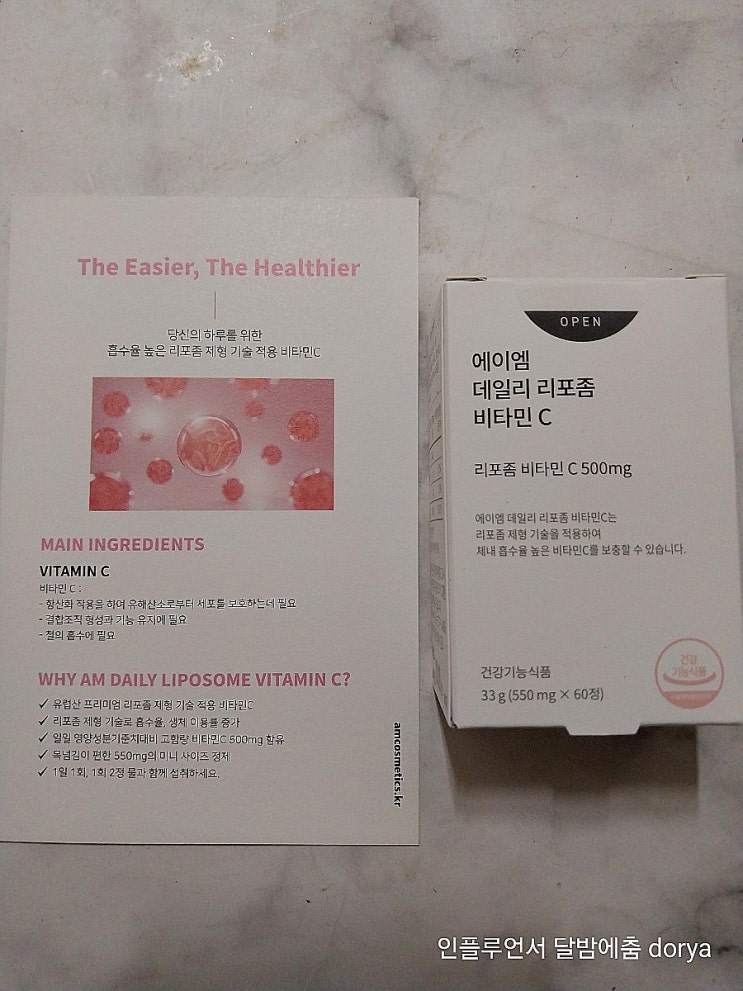 The Easier, The Healthier
당신의 하루를 위한
흡수율 높은 리포좀 제형 기술 적용 비타민C
MAIN INGREDIENTS
VITAMIN C
비타민 C :
- 항산화 작용을 하여 유해산소로부터 세포를 보호하는데 필요
- 결합조직 형성과 기능 유지에 필요
- 철의 흡수에 필요
WHY AM DAILY LIPOSOME VITAMIN C?
✓ 유럽산 프리미엄 리포좀 제형 기술 적용 비타민C
✓ 리포좀 제형 기술로 흡수율, 생체 이용률 증가
✓ 일일 영양성분기준치대비 고함량 비타민C 500mg 함유
✓ 목넘김이 편한 550mg의 미니 사이즈 정제
✓ 1일 1회, 1회 2정 물과 함께 섭취하세요.
amcosmetics.kr
OPEN
에이엠
데일리 리포좀
비타민 C
리포좀 비타민 C 500mg
에이엠 데일리 리포좀 비타민C는
리포좀 제형 기술을 적용하여
체내 흡수율 높은 비타민C를 보충할 수 있습니다.
건강기능식품
33 g (550 mg × 60정)
건강
기능식품
인플루언서 달밤에춤 dorya